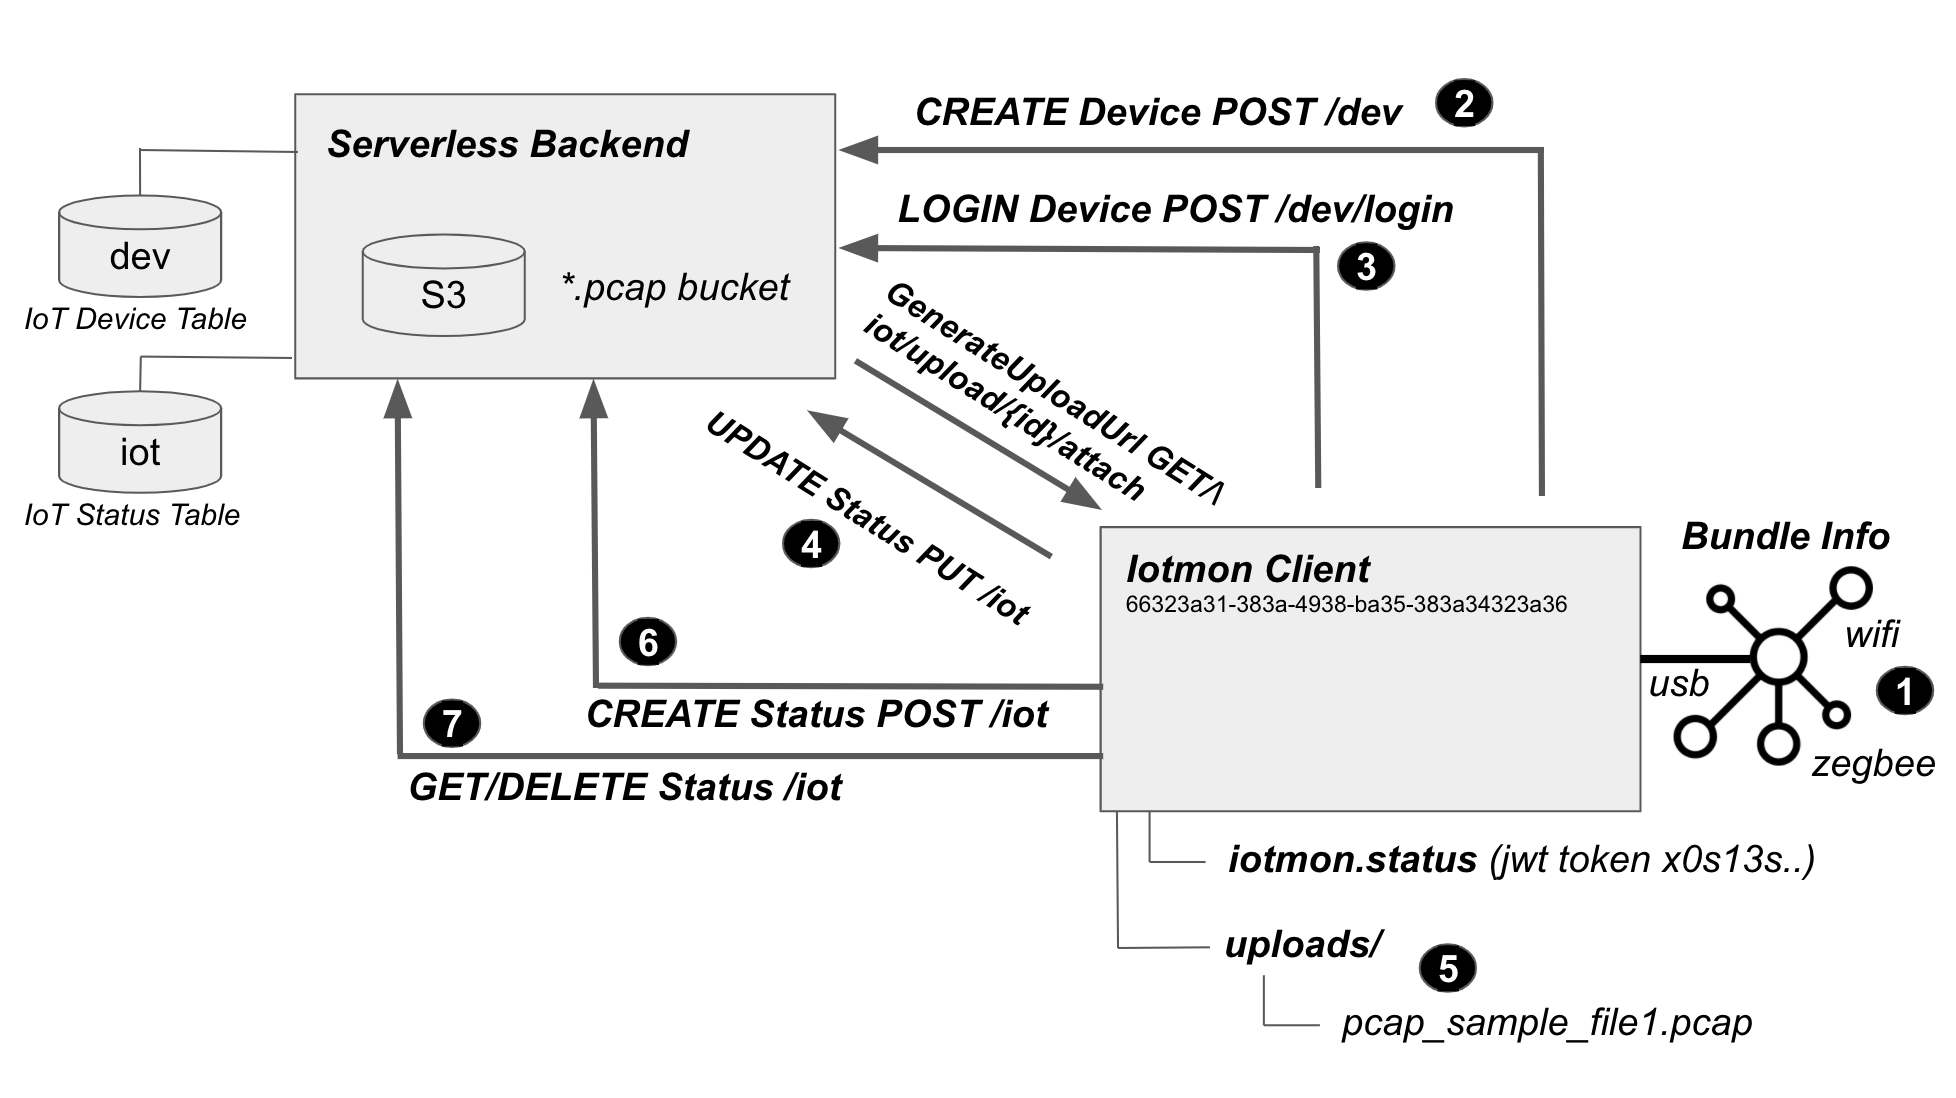 CREATE Device POST /dev
2
Serverless Backend
LOGIN Device POST /dev/login
3
dev
IoT Device Table
S3
*.pcap bucket
GenerateUploadUrl GET/\
iot/upload/{id}/attach
iot
IoT Status Table
UPDATE Status PUT /iot
4
Iotmon Client
66323a31-383a-4938-ba35-383a34323a36
Bundle Info
wifi
usb
1
zegbee
6
CREATE Status POST /iot
7
GET/DELETE Status /iot
iotmon.status (jwt token x0s13s..)
uploads/
5
pcap_sample_file1.pcap